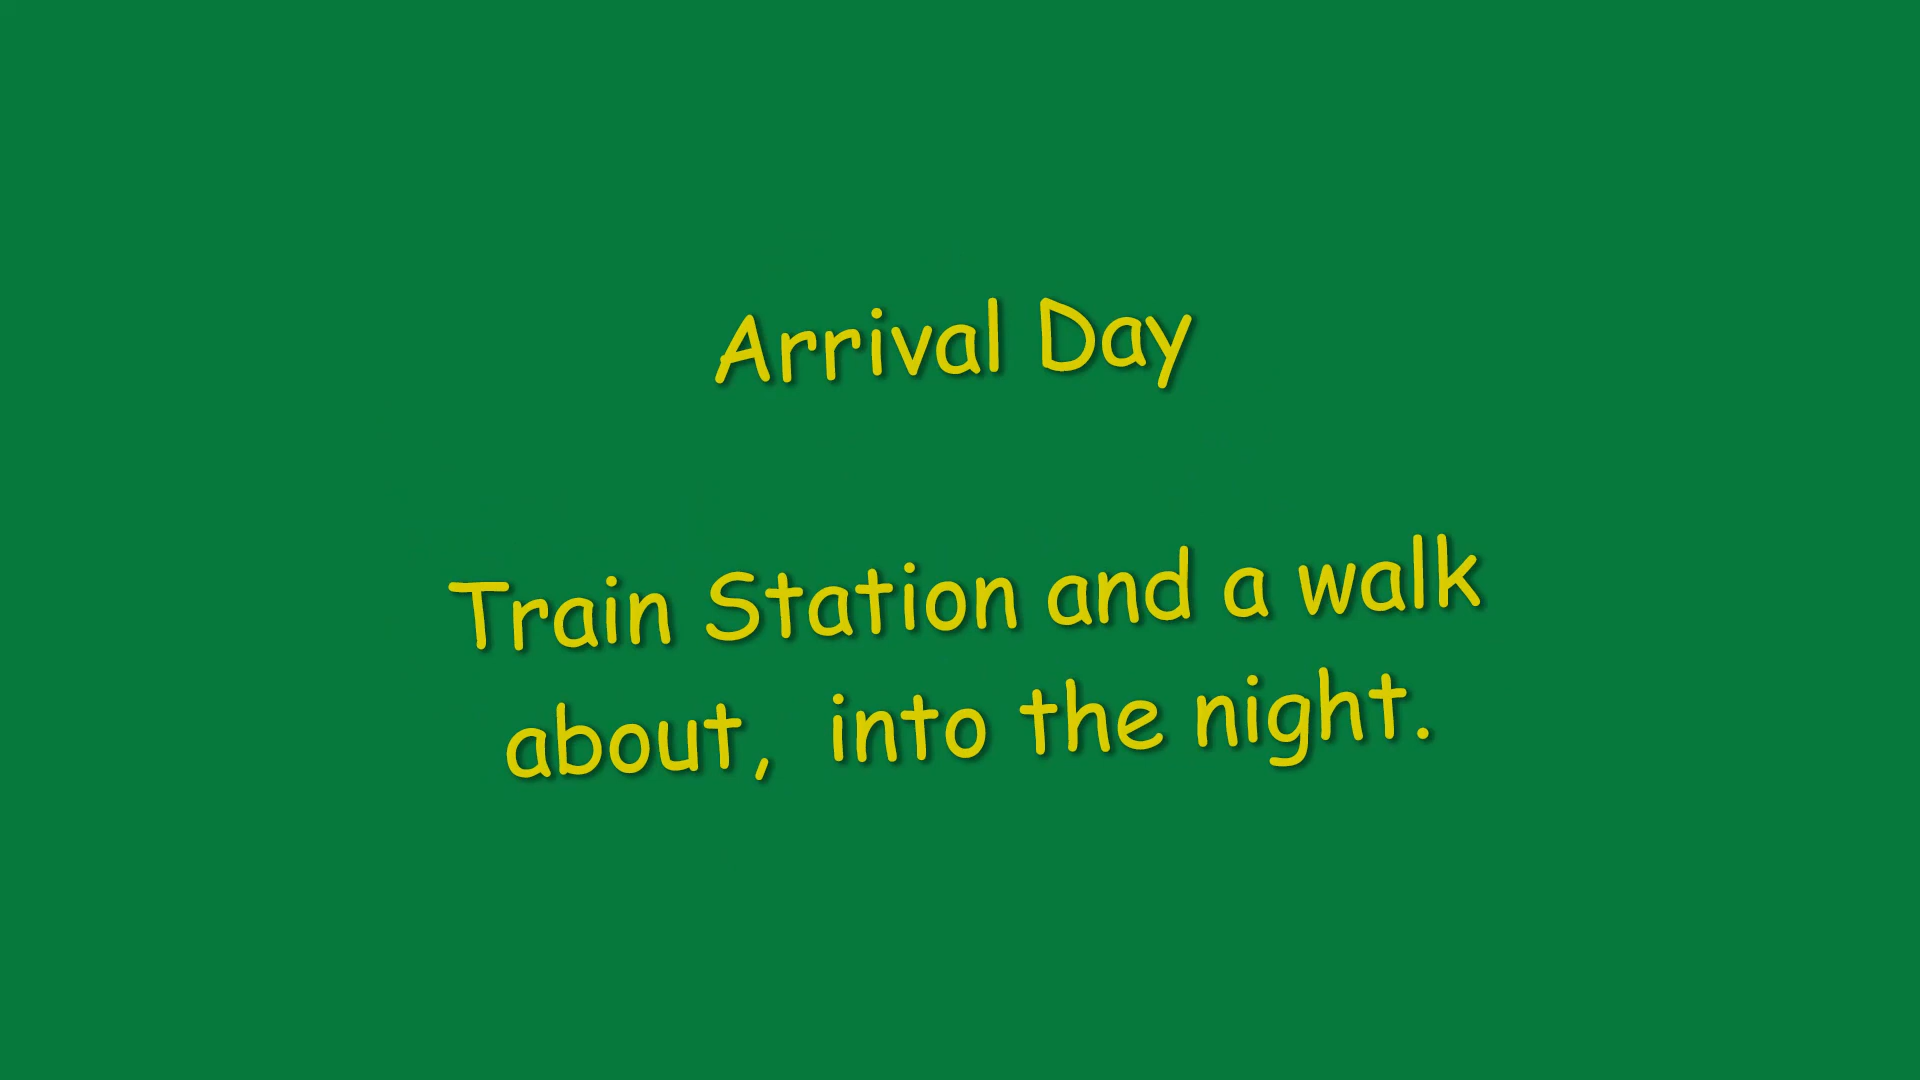 Arrival Day
Train Station and a walk
about,  into the night.